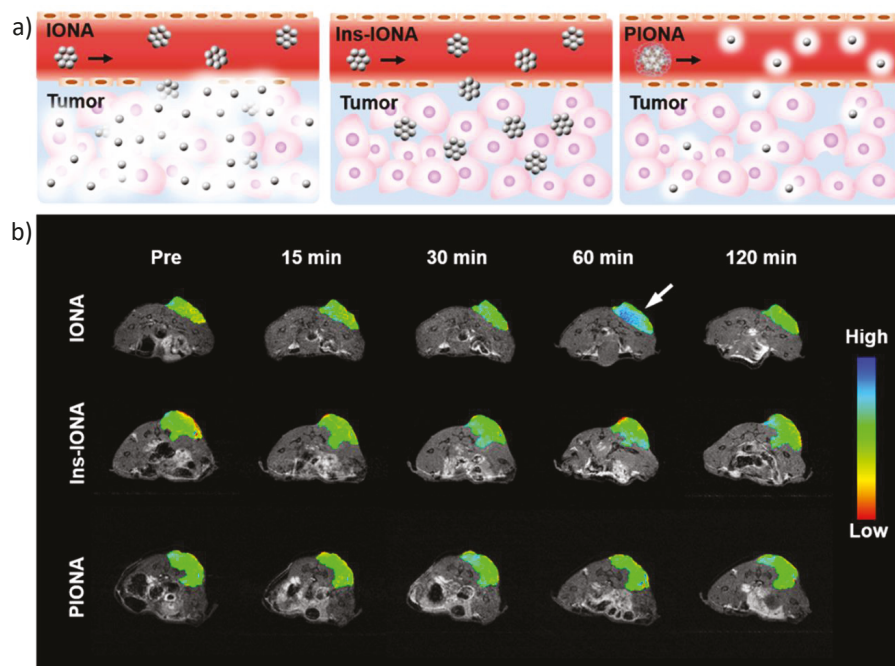 a)
IONA
Tumor
Ins-IONA
Tumor
PIONA
Tumor
b)
Pre
15 min
30 min
60 min
120 min
IONA
Ins-IONA
PIONA
High
Low